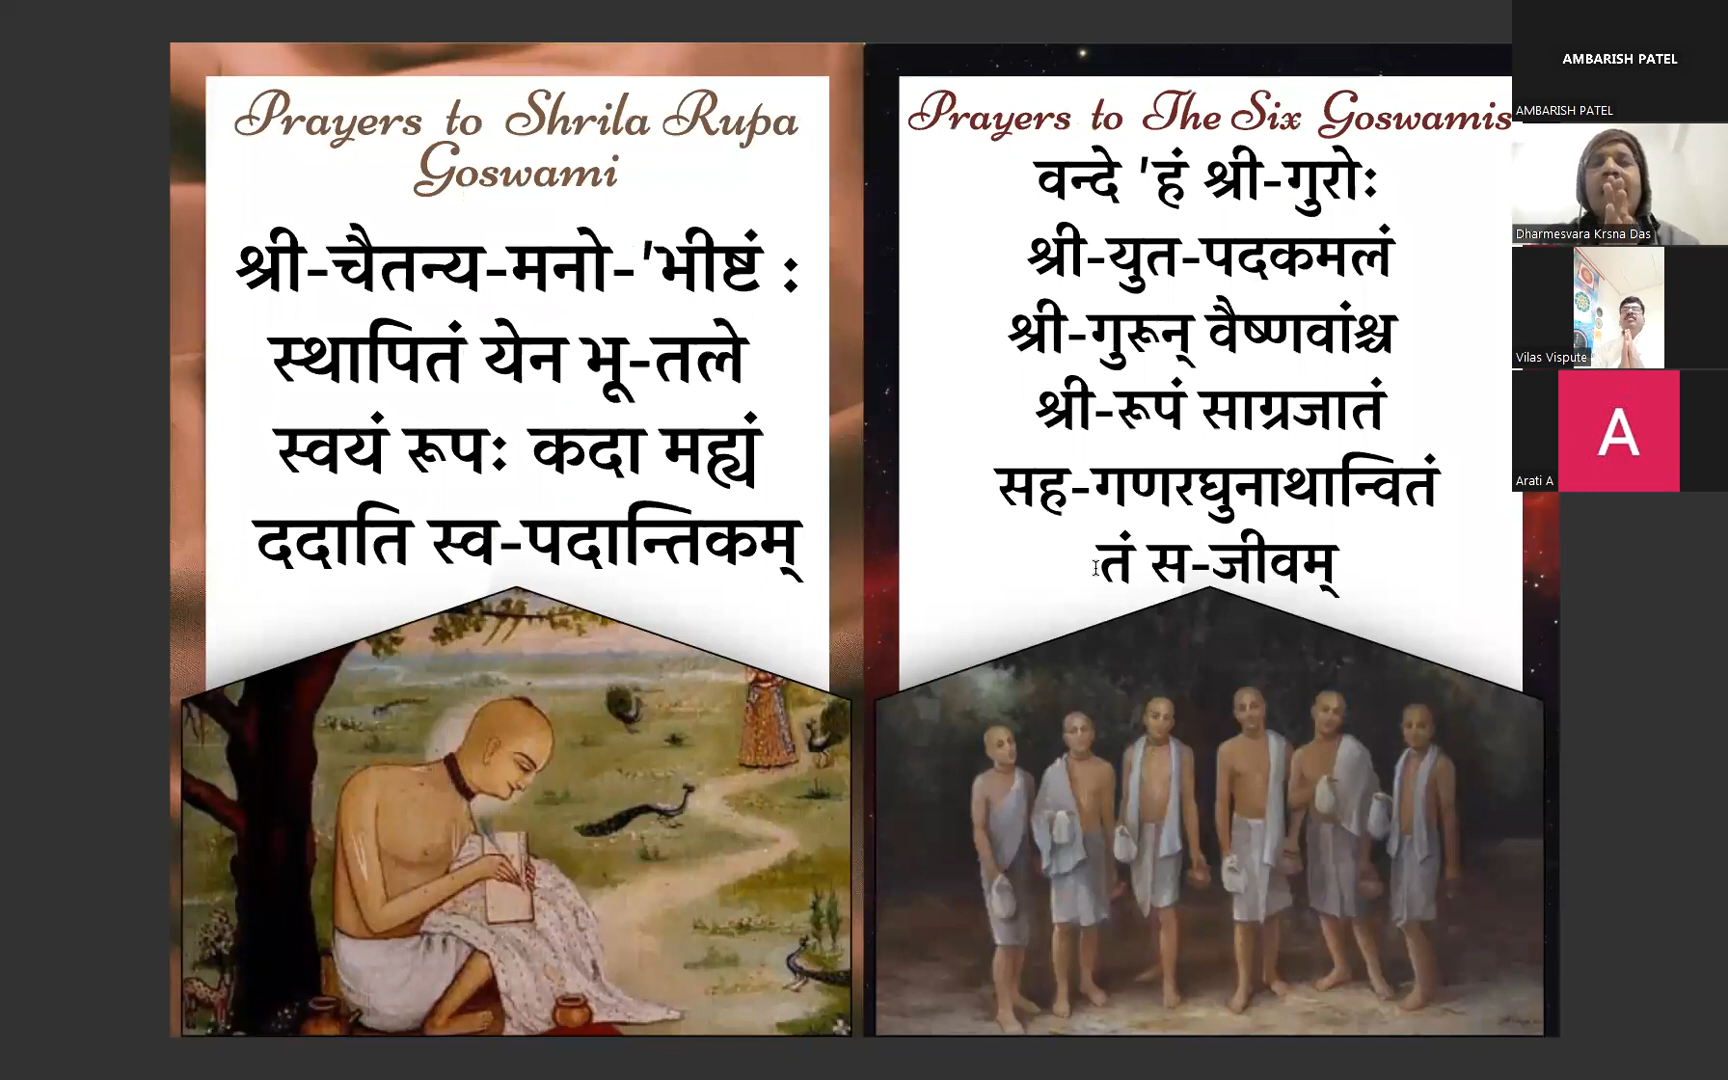 Prayers to Shrila Rupa
Goswami
श्री-चैतन्य-मनो-'भीष्टं :
स्थापितं येन भू-तले
स्वयं रूपः कदा मह्यं
ददाति स्व-पदान्तिकम्
Prayers to The Six Goswamis
वन्दे 'हं श्री-गुरोः
श्री-युत-पदकमलं
श्री-गुरून् वैष्णवांश्च
श्री-रूपं साग्रजातं
सह-गणरघुनाथान्वितं
तं स-जीवम्
AMBARISH PATEL
AMBARISH PATEL
Dharmesvara Krsna Das
Vilas Vispute
A
Arati A